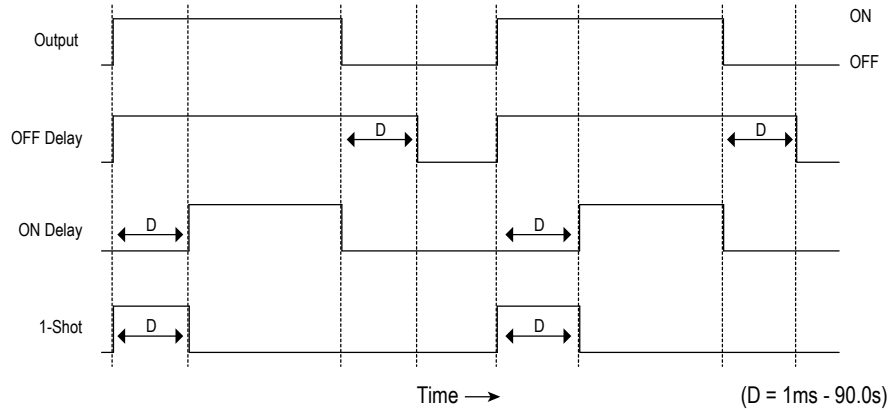 ON
Output
OFF
OFF Delay
D
D
ON Delay
D
D
1-Shot
D
D
Time →
(D = 1ms - 90.0s)